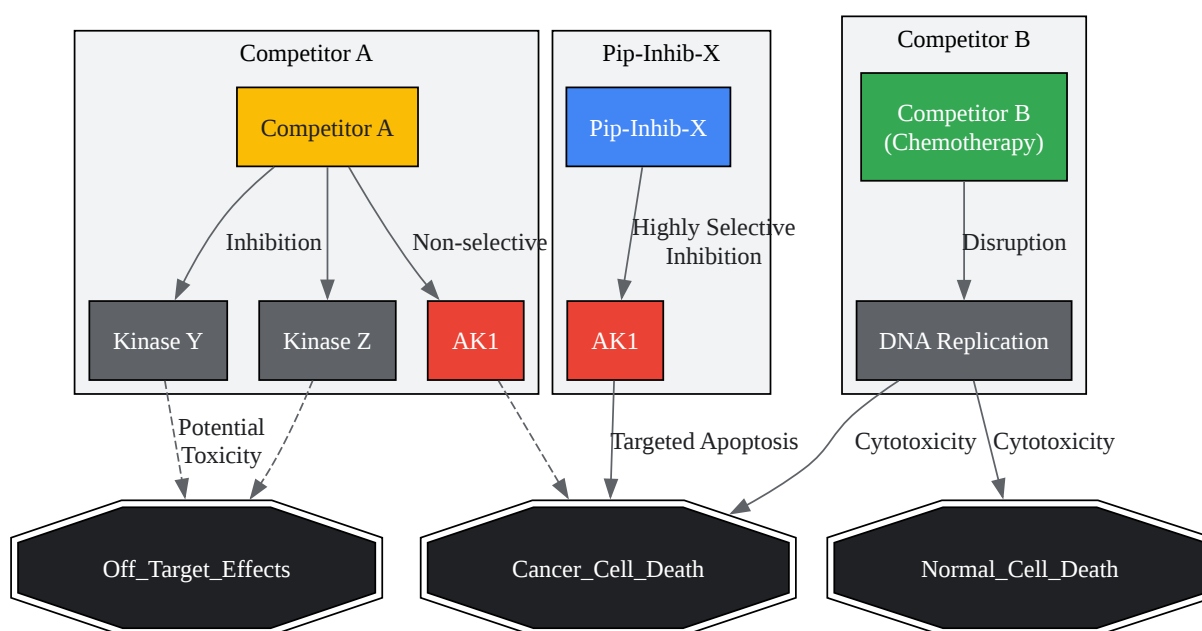 Competitor A
Pip-Inhib-X
Competitor B
Competitor A
Pip-Inhib-X
Competitor B
(Chemotherapy)
Inhibition
Non-selective
Highly Selective
Inhibition
Disruption
Kinase Y
Kinase Z
AK1
AK1
DNA Replication
Potential
Toxicity
Targeted Apoptosis
Cytotoxicity
Cytotoxicity
Off_Target_Effects
Cancer_Cell_Death
Normal_Cell_Death